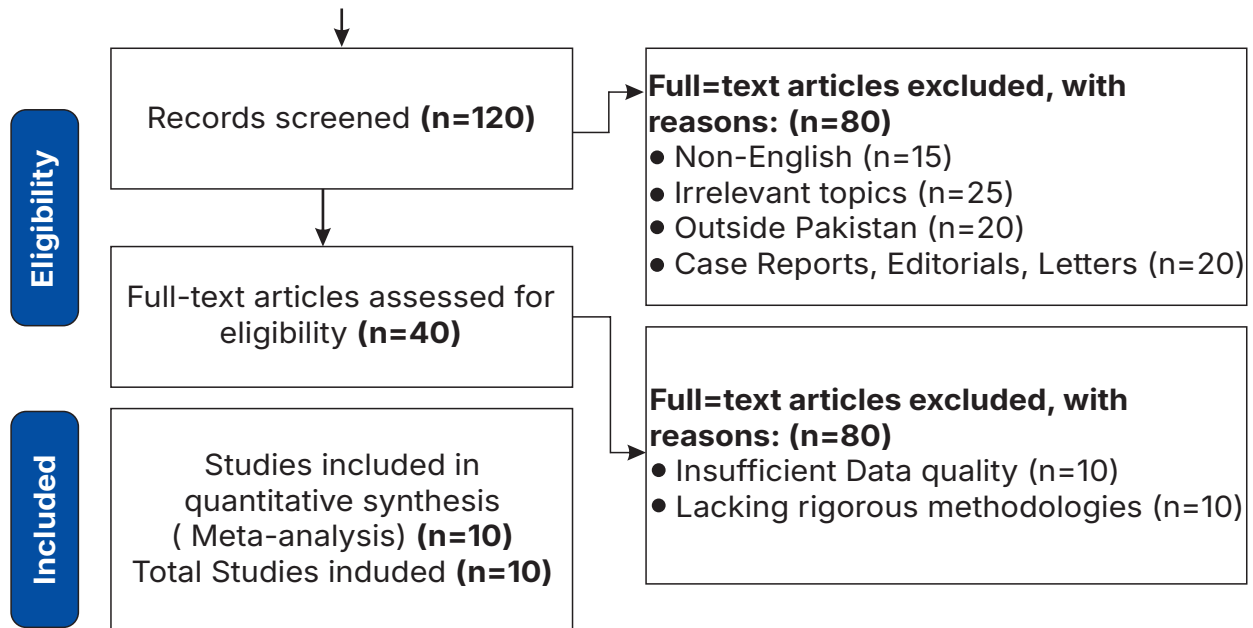 Eligibility
Records screened (n=120)
Full=text articles excluded, with
reasons: (n=80)
● Non-English (n=15)
● Irrelevant topics (n=25)
● Outside Pakistan (n=20)
● Case Reports, Editorials, Letters (n=20)
Full-text articles assessed for
eligibility (n=40)
Full=text articles excluded, with
reasons: (n=80)
● Insufficient Data quality (n=10)
● Lacking rigorous methodologies (n=10)
Included
Studies included in
quantitative synthesis
( Meta-analysis) (n=10)
Total Studies induded (n=10)